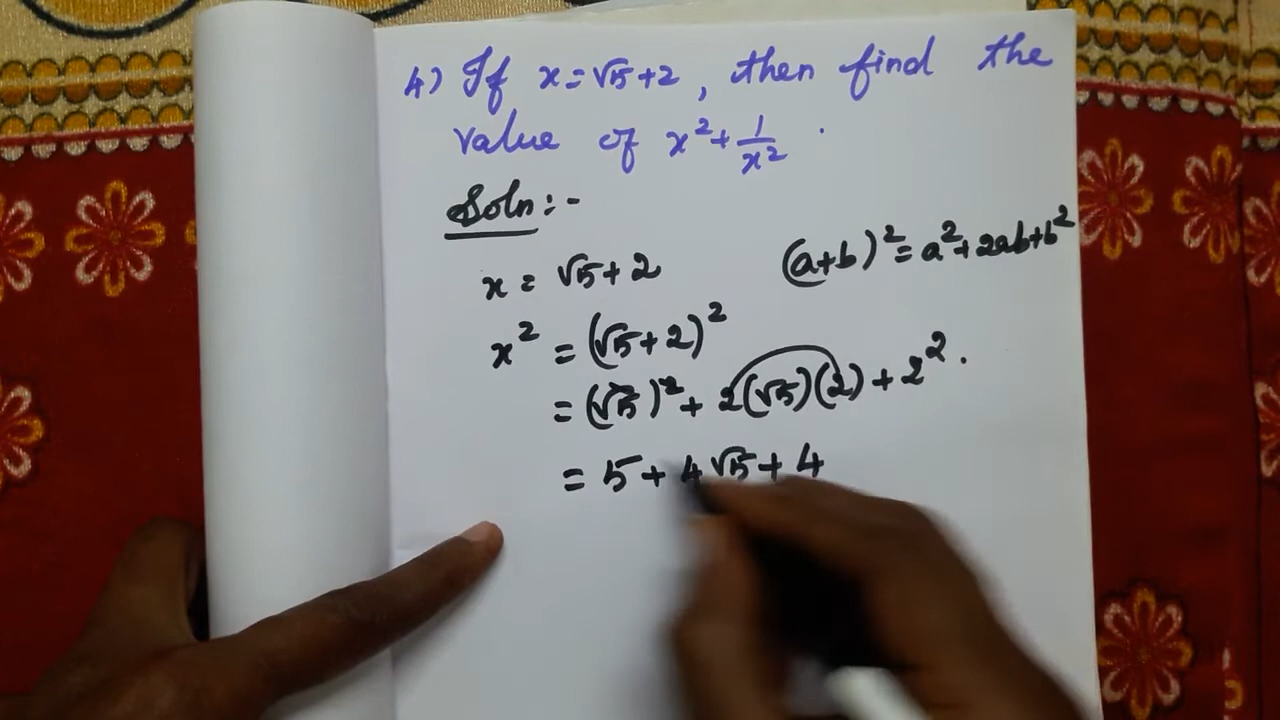 4) If x=√5+2, then find the
value of x²+1/x² .
Soln:-
x = √5+2
(a+b)²=a²+2ab+b²
x² = (√5+2)²
= (√5)²+ 2(√5)(2)+2².
= 5+4√5+4